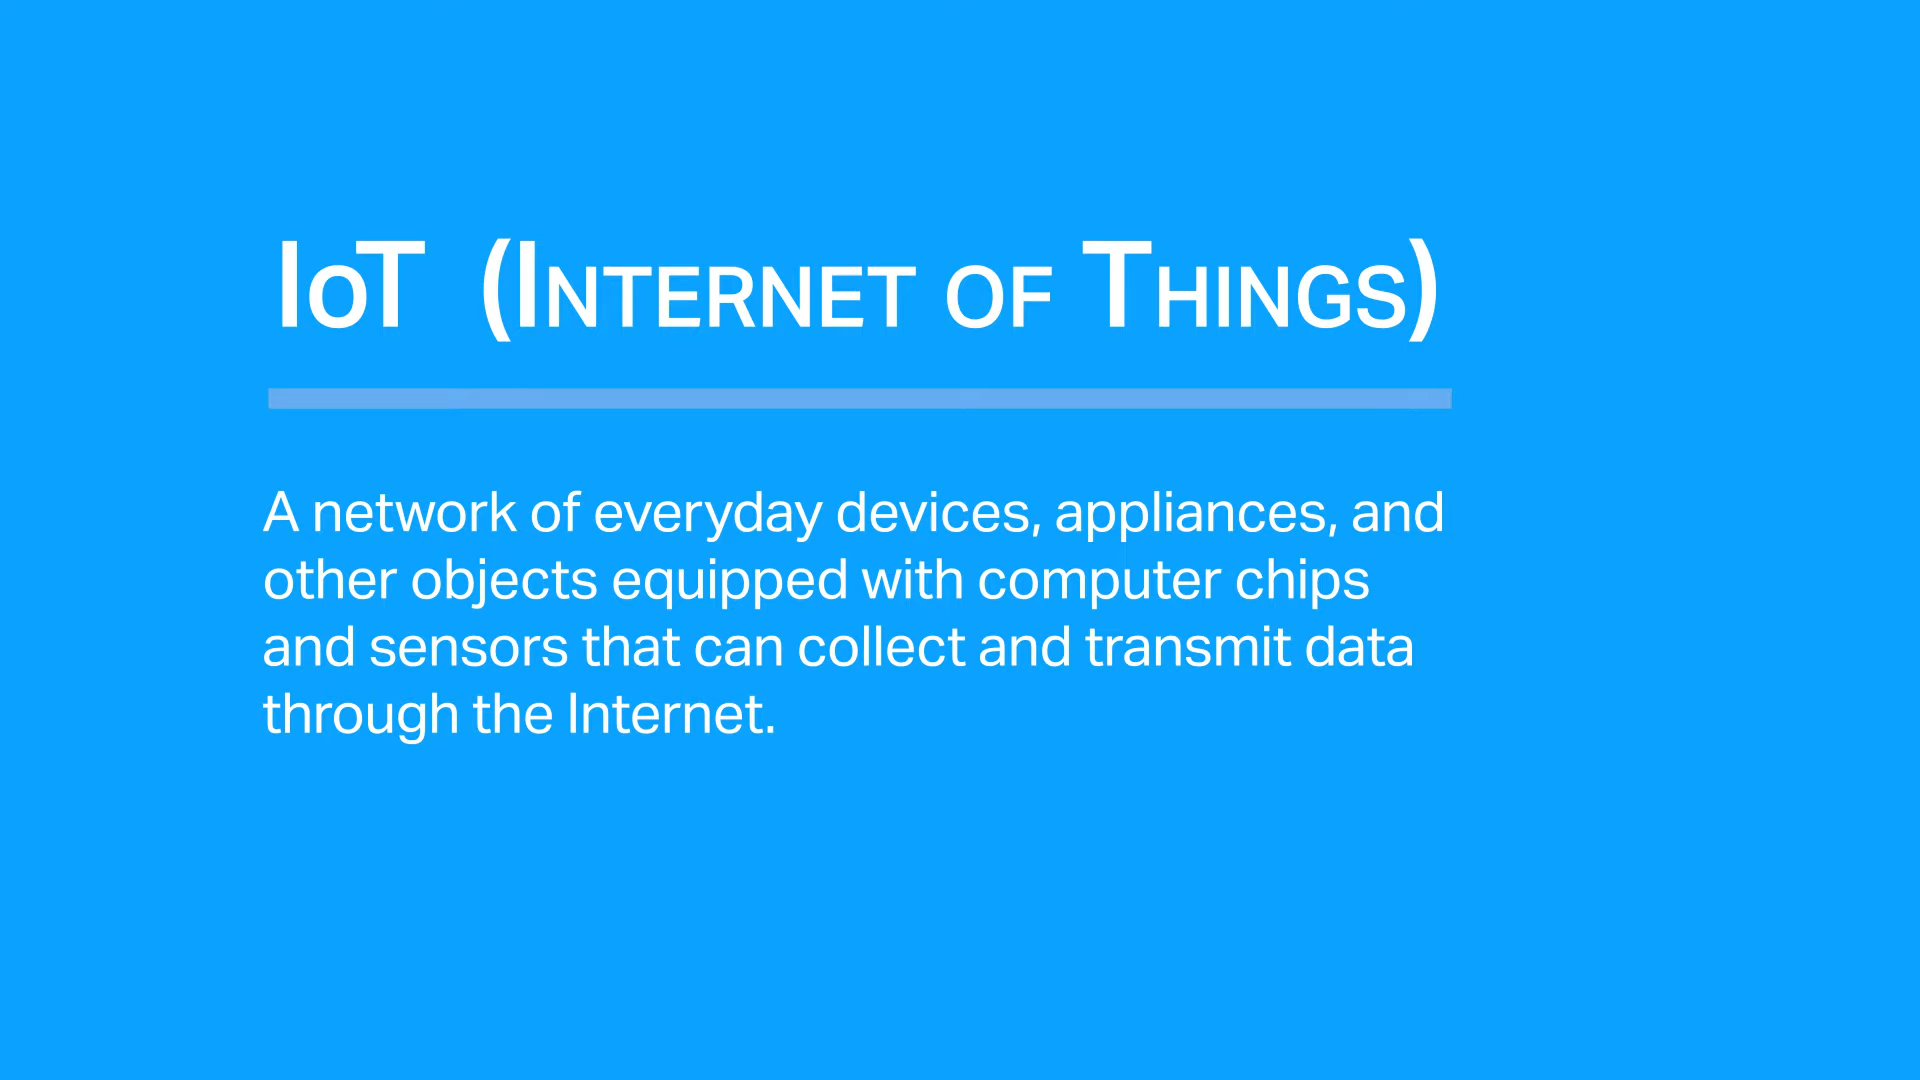 IoT (Internet of Things)
A network of everyday devices, appliances, and
other objects equipped with computer chips
and sensors that can collect and transmit data
through the Internet.